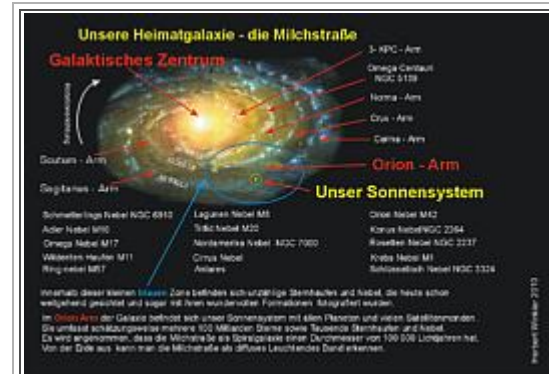 Unsere Heimatgalaxie - die Milchstraße
Galaktisches Zentrum
3- KPC - Arm
Omega Centauri
NGC 5139
Norma - Arm
Crux - Arm
Carina - Arm
Scutum - Arm
Sagitarius - Arm
Orion - Arm
Unser Sonnensystem
Schmetterlings Nebel NGC 6910
Adler Nebel M16
Omega Nebel M17
Wildenten Haufen M11
Ring-nebel M57
Lagunen Nebel M8
Trifid Nebel M20
Nordamerika Nebel NGC 7000
Cirrus Nebel
Antares
Orion Nebel M42
Konus Nebel NGC 2264
Rosetten Nebel NGC 2237
Krebs Nebel M1
Schlüsselloch Nebel NGC 3324
Innerhalb dieser kleinen blauen Zone befinden sich unzählige Sternhaufen und Nebel, die heute schon
weitgehend gesichtet und sogar mit ihren wundervollen Formationen fotografiert wurden.
Im Orion Arm der Galaxie befindet sich unser Sonnensystem mit allen Planeten und vielen Satellitenmonden.
Sie umfasst schätzungsweise mehrere 100 Milliarden Sterne sowie Tausende Sternhaufen und Nebel.
Es wird angenommen, dass die Milchstraße als Spiralgalaxie einen Durchmesser von 100 000 Lichtjahren hat.
Von der Erde aus kann man die Milchstraße als diffuses Leuchtendes Band erkennen.
Herbert Winkler 2013